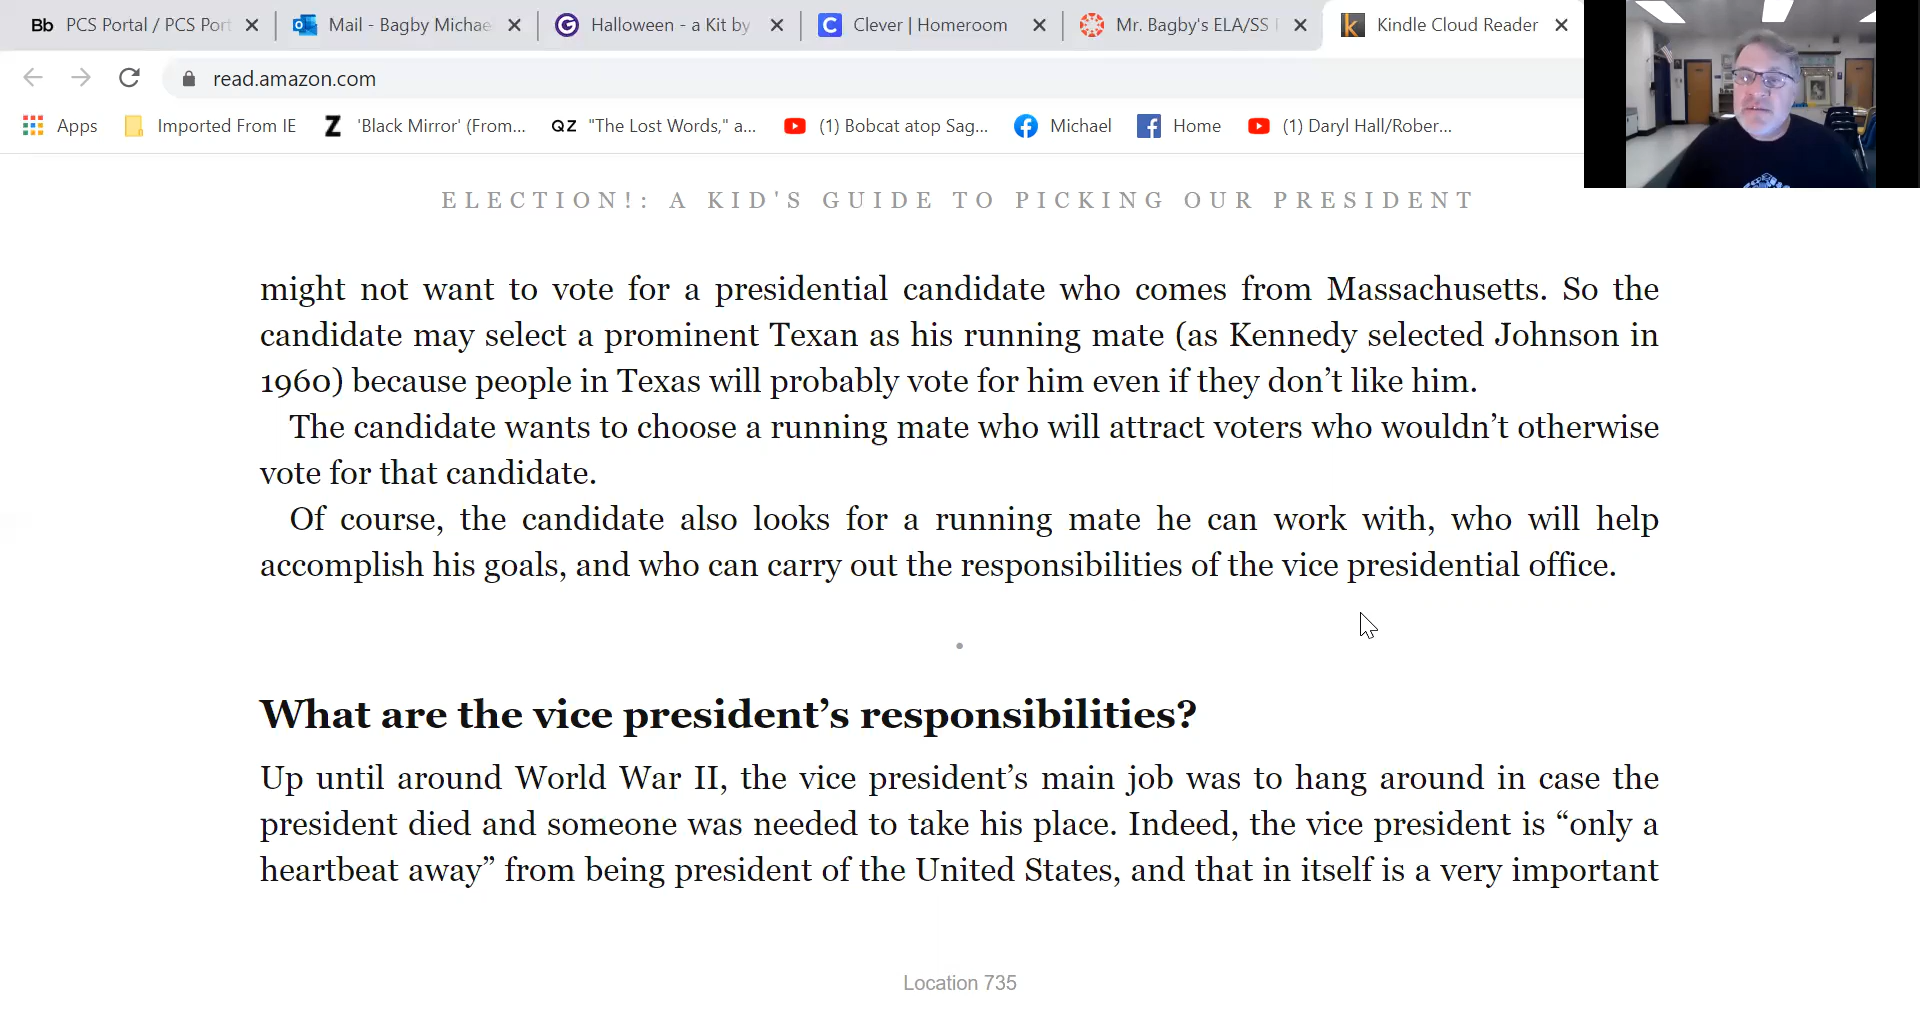 Bb PCS Portal / PCS Port
Mail - Bagby Michae
Halloween - a Kit by
Clever | Homeroom
Mr. Bagby's ELA/SS
Kindle Cloud Reader
read.amazon.com
Apps
Imported From IE
'Black Mirror' (From...
QZ "The Lost Words," a...
(1) Bobcat atop Sag...
Michael
Home
(1) Daryl Hall/Rober...
ELECTION!: A KID'S GUIDE TO PICKING OUR PRESIDENT
might not want to vote for a presidential candidate who comes from Massachusetts. So the
candidate may select a prominent Texan as his running mate (as Kennedy selected Johnson in
1960) because people in Texas will probably vote for him even if they don’t like him.
The candidate wants to choose a running mate who will attract voters who wouldn’t otherwise
vote for that candidate.
Of course, the candidate also looks for a running mate he can work with, who will help
accomplish his goals, and who can carry out the responsibilities of the vice presidential office.
What are the vice president’s responsibilities?
Up until around World War II, the vice president’s main job was to hang around in case the
president died and someone was needed to take his place. Indeed, the vice president is “only a
heartbeat away” from being president of the United States, and that in itself is a very important
Location 735